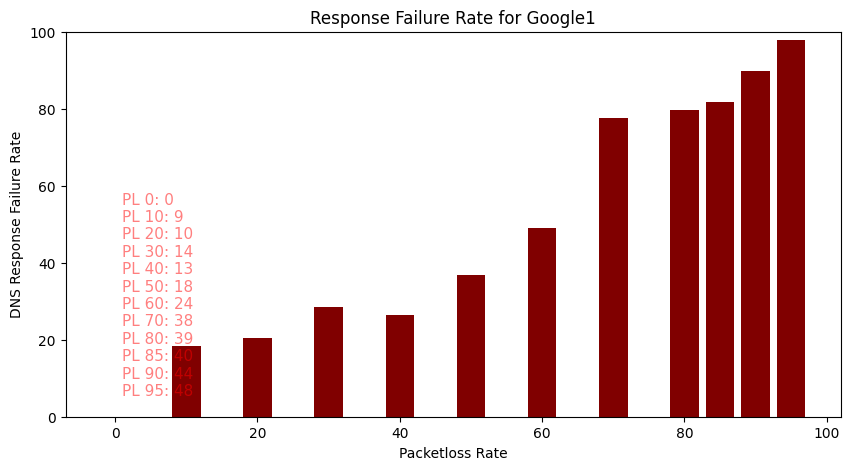 Response Failure Rate for Google1
DNS Response Failure Rate
100
80
60
40
20
0
PL 0: 0
PL 10: 9
PL 20: 10
PL 30: 14
PL 40: 13
PL 50: 18
PL 60: 24
PL 70: 38
PL 80: 39
PL 85: 40
PL 90: 44
PL 95: 48
0 20 40 60 80 100
Packetloss Rate